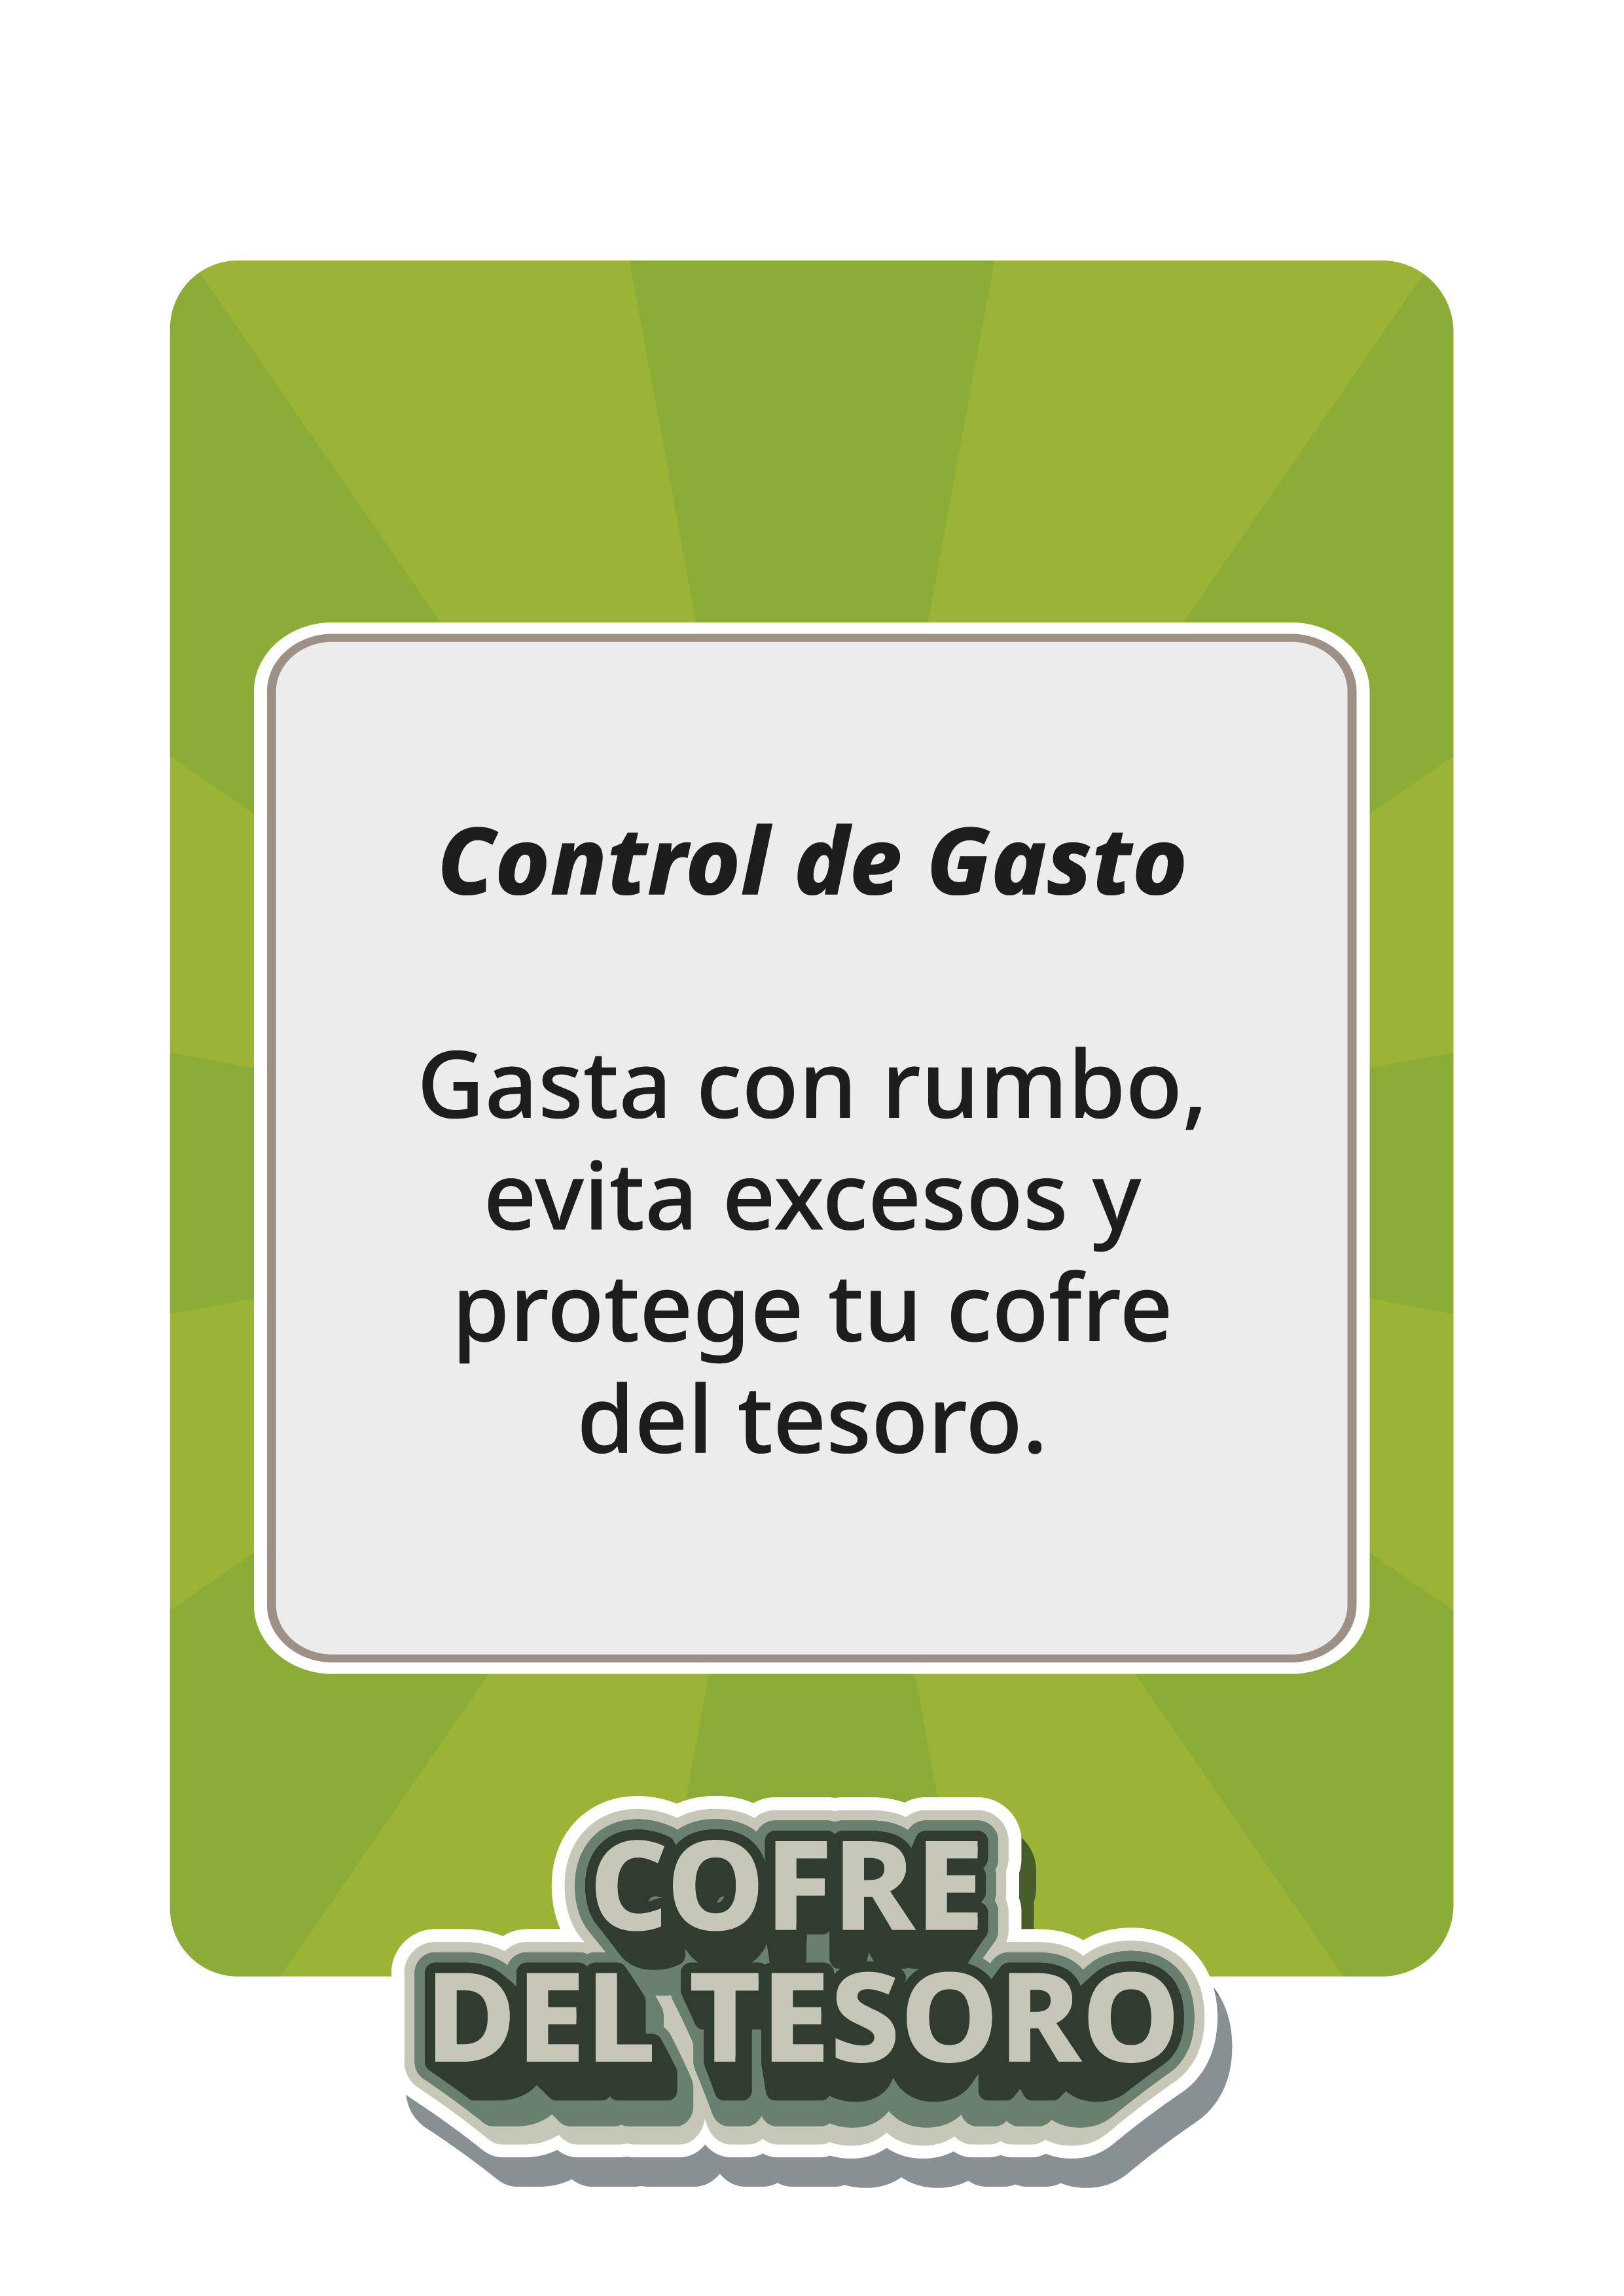 Control de Gasto
Gasta con rumbo,
evita excesos y
protege tu cofre
del tesoro.
COFRE
DEL TESORO